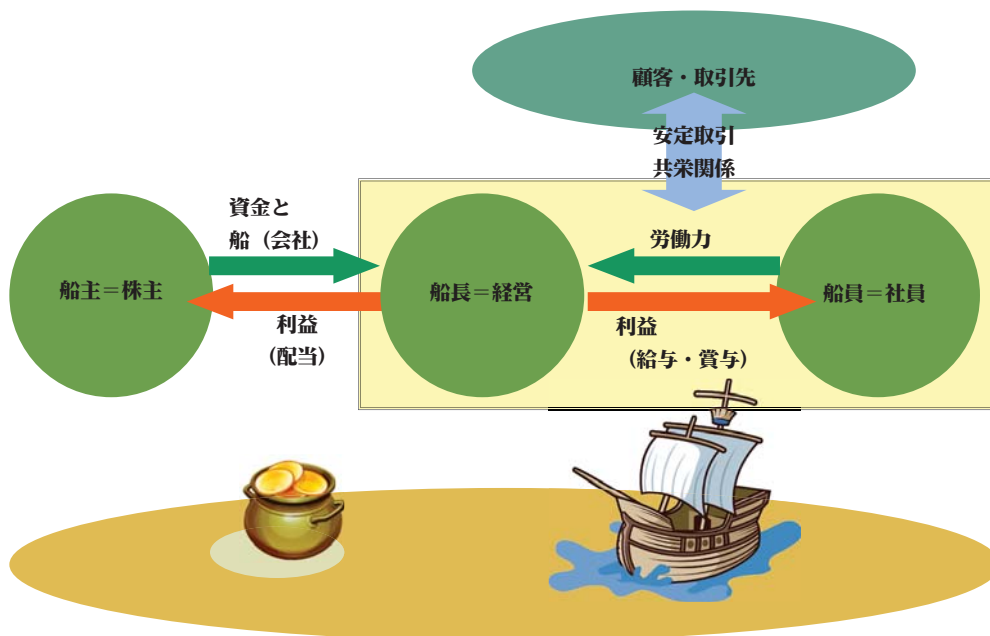 顧客・取引先
安定取引
共栄関係
資金と
船（会社）
労働力
船主＝株主
船長＝経営
船員＝社員
利益
（配当）
利益
（給与・賞与）